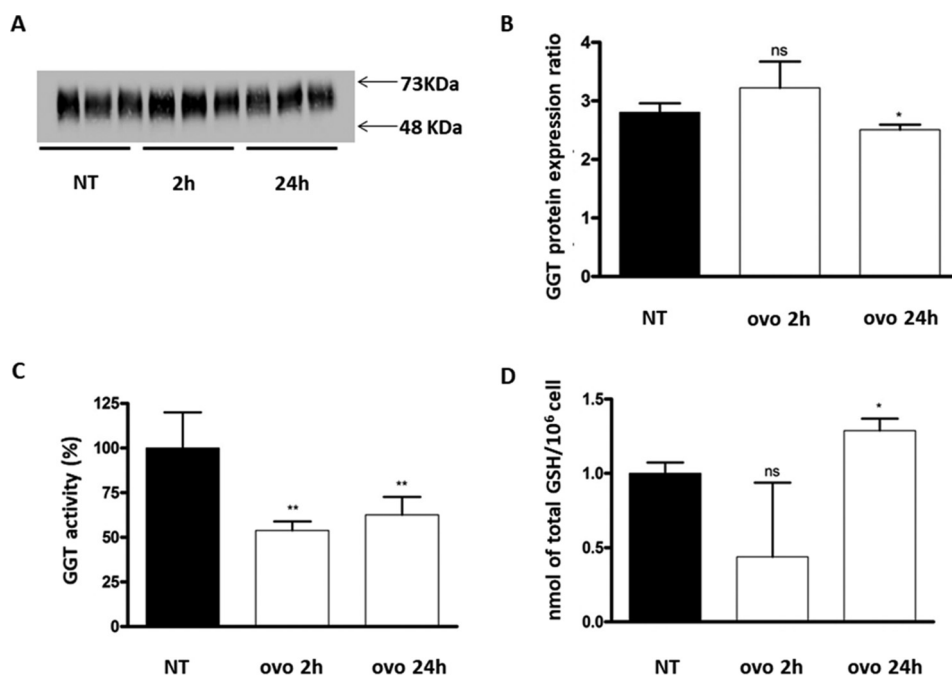 A
73KDa
48 KDa
NT 2h 24h
B
GGT protein expression ratio
4
3
2
1
0
ns
*
NT ovo 2h ovo 24h
C
GGT activity (%)
125
100
75
50
25
0
**
**
NT ovo 2h ovo 24h
D
nmol of total GSH/10⁶ cell
1.5
1.0
0.5
0.0
ns
*
NT ovo 2h ovo 24h